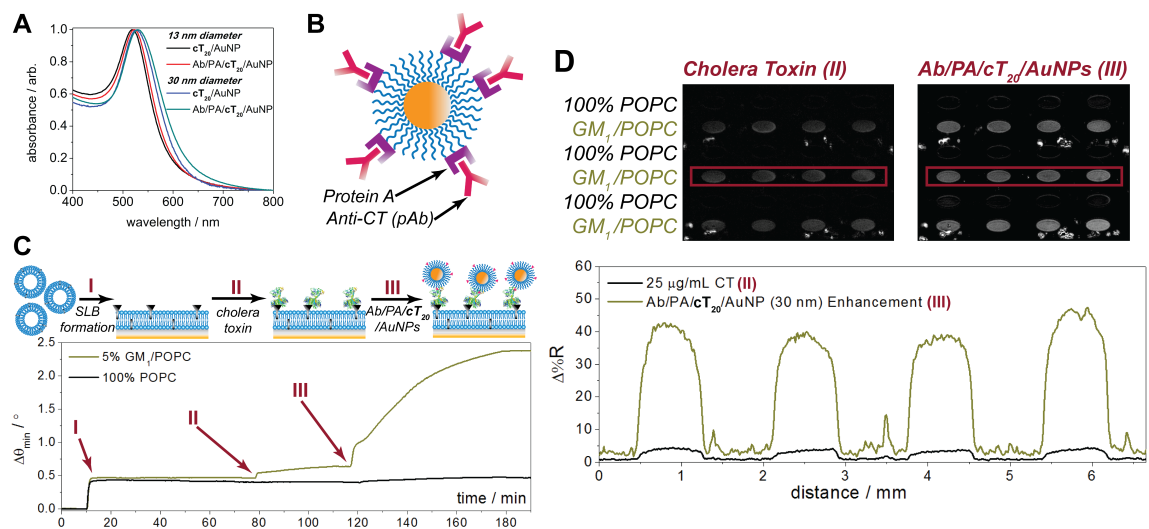 A
1.0
0.8
0.6
0.4
0.2
0.0
absorbance / arb.
400 500 600 700 800
wavelength / nm
13 nm diameter
cT20/AuNP
Ab/PA/cT20/AuNP
30 nm diameter
cT20/AuNP
Ab/PA/cT20/AuNP
B
Protein A
Anti-CT (pAb)
C
I
SLB
formation
II
cholera
toxin
III
Ab/PA/cT20
/AuNPs
2.5
2.0
1.5
1.0
0.5
0.0
Δθmin / °
5% GM1/POPC
100% POPC
I
II
III
time / min
0 20 40 60 80 100 120 140 160 180
D
Cholera Toxin (II)
Ab/PA/cT20/AuNPs (III)
100% POPC
GM1/POPC
100% POPC
GM1/POPC
100% POPC
GM1/POPC
60
50
40
30
20
10
0
Δ%R
25 µg/mL CT (II)
Ab/PA/cT20/AuNP (30 nm) Enhancement (III)
0 1 2 3 4 5 6
distance / mm